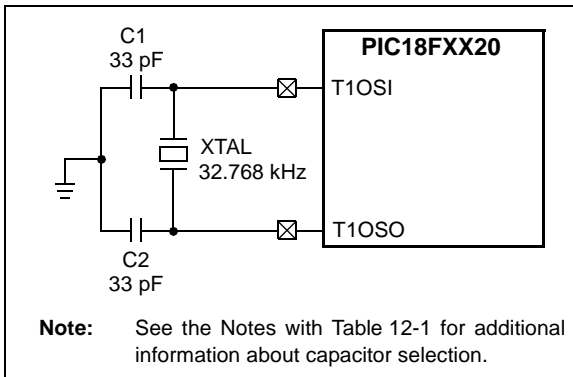 C1
33 pF
PIC18FXX20
T1OSI
XTAL
32.768 kHz
T1OSO
C2
33 pF
Note: See the Notes with Table 12-1 for additional
information about capacitor selection.